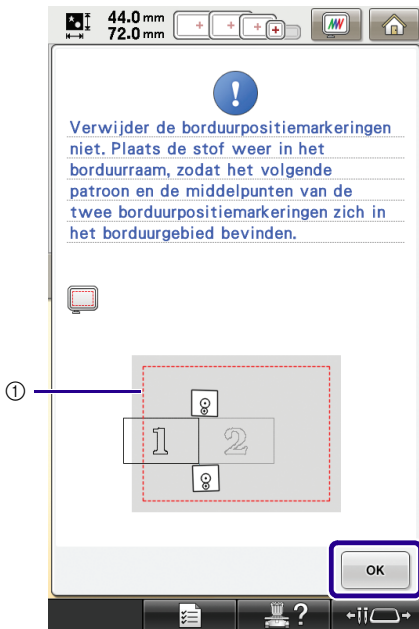 44.0 mm
72.0 mm
Verwijder de borduurpositiemarkeringen
niet. Plaats de stof weer in het
borduurraam, zodat het volgende
patroon en de middelpunten van de
twee borduurpositiemarkeringen zich in
het borduurgebied bevinden.
①
1 2
OK
?